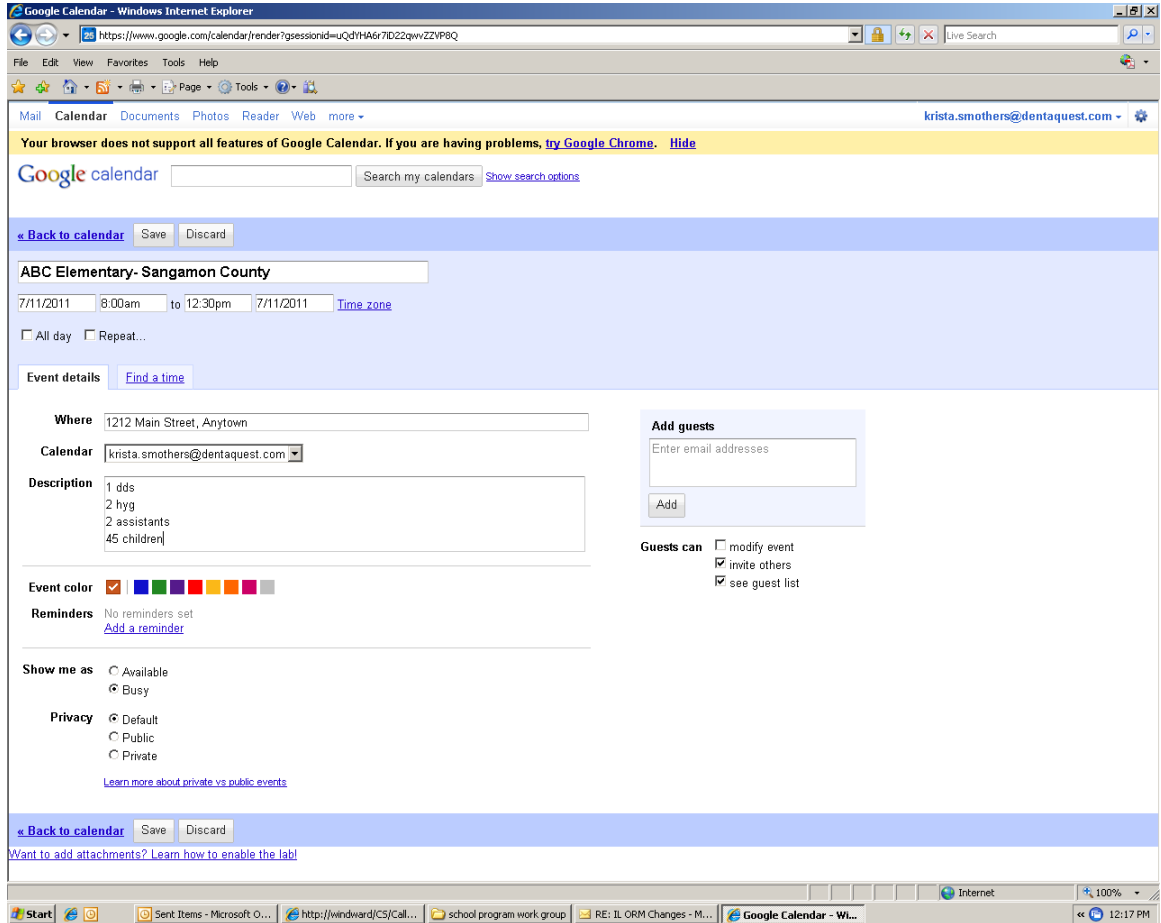 Google Calendar - Windows Internet Explorer
https://www.google.com/calendar/render?gsessionid=uQdYHA6r7iD22qwvZZVP8Q
Live Search
File Edit View Favorites Tools Help
Page Tools
Mail Calendar Documents Photos Reader Web more krista.smothers@dentaquest.com
Your browser does not support all features of Google Calendar. If you are having problems, try Google Chrome. Hide
Google calendar Search my calendars Show search options
« Back to calendar Save Discard
ABC Elementary- Sangamon County
7/11/2011 8:00am to 12:30pm 7/11/2011 Time zone
All day Repeat...
Event details Find a time
Where 1212 Main Street, Anytown
Calendar krista.smothers@dentaquest.com
Description 1 dds
2 hyg
2 assistants
45 children
Add guests
Enter email addresses
Add
Guests can modify event
invite others
see guest list
Event color
Reminders No reminders set
Add a reminder
Show me as Available
Busy
Privacy Default
Public
Private
Learn more about private vs public events
« Back to calendar Save Discard
Want to add attachments? Learn how to enable the lab!
Internet 100%
Start Sent Items - Microsoft O... http://windward/CS/Call... school program work group RE: IL ORM Changes - M... Google Calendar - Wi... « 12:17 PM